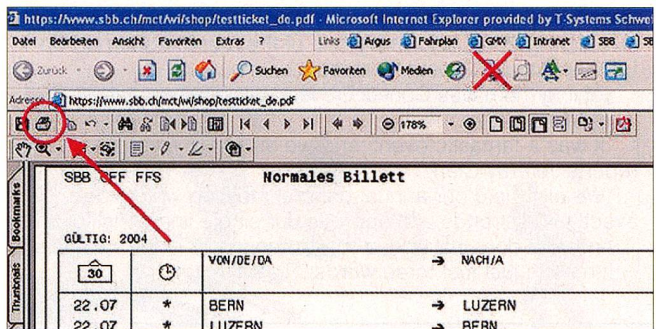 https://www.sbb.ch/mct/wi/shop/testticket_de.pdf - Microsoft Internet Explorer provided by T-Systems Schwei
Datei Bearbeiten Ansicht Favoriten Extras ? Links Argus Fahrplan GMX Intranet SBB
Zurück Suchen Favoriten Medien
Adresse https://www.sbb.ch/mct/wi/shop/testticket_de.pdf
178%
Bookmarks
SBB CFF FFS Normales Billett
GÜLTIG: 2004
Thumbnails
30 VON/DE/DA → NACH/A
22.07 * BERN → LUZERN
22.07 * LUZERN → BERN